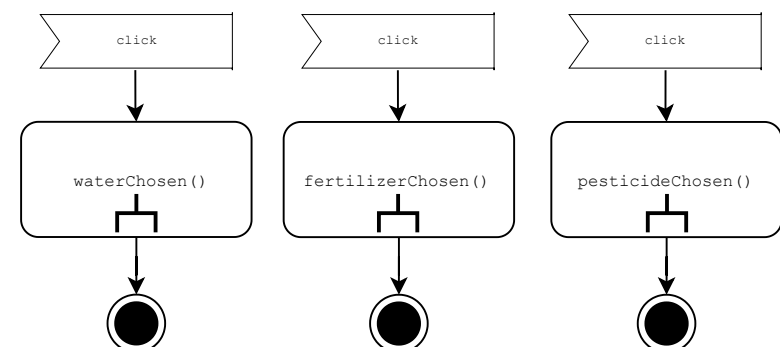 click
click
click
waterChosen()
fertilizerChosen()
pesticideChosen()